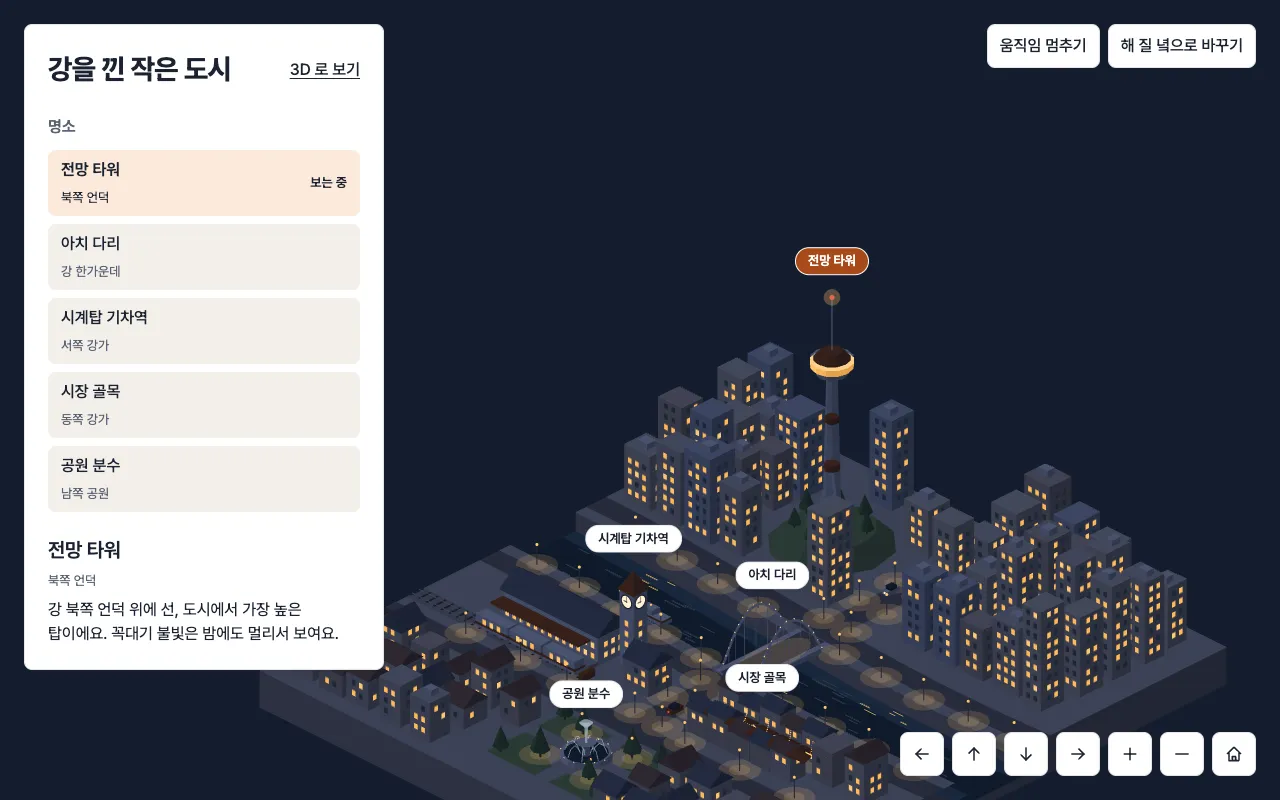 강을 낀 작은 도시
3D 로 보기
움직임 멈추기
해 질 녘으로 바꾸기
명소
전망 타워
북쪽 언덕
보는 중
아치 다리
강 한가운데
시계탑 기차역
서쪽 강가
시장 골목
동쪽 강가
공원 분수
남쪽 공원
전망 타워
북쪽 언덕
강 북쪽 언덕 위에 선, 도시에서 가장 높은
탑이에요. 꼭대기 불빛은 밤에도 멀리서 보여요.
전망 타워
시계탑 기차역
아치 다리
시장 골목
공원 분수